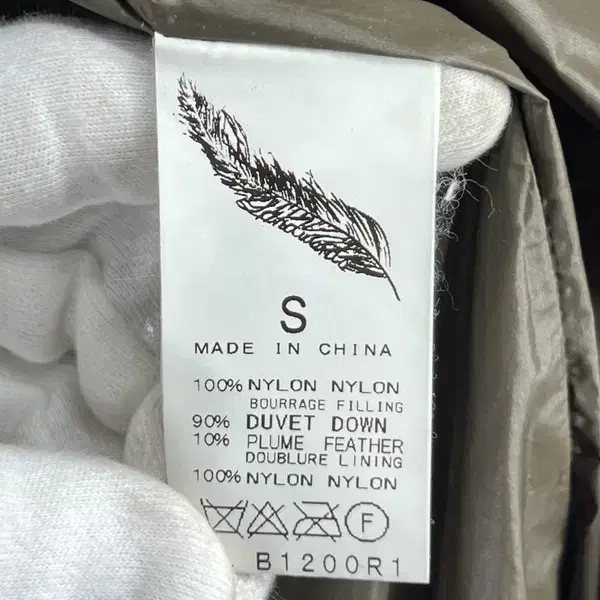 S
MADE IN CHINA
100% NYLON NYLON
BOURRAGE FILLING
90% DUVET DOWN
10% PLUME FEATHER
DOUBLURE LINING
100% NYLON NYLON
F
B1200R1